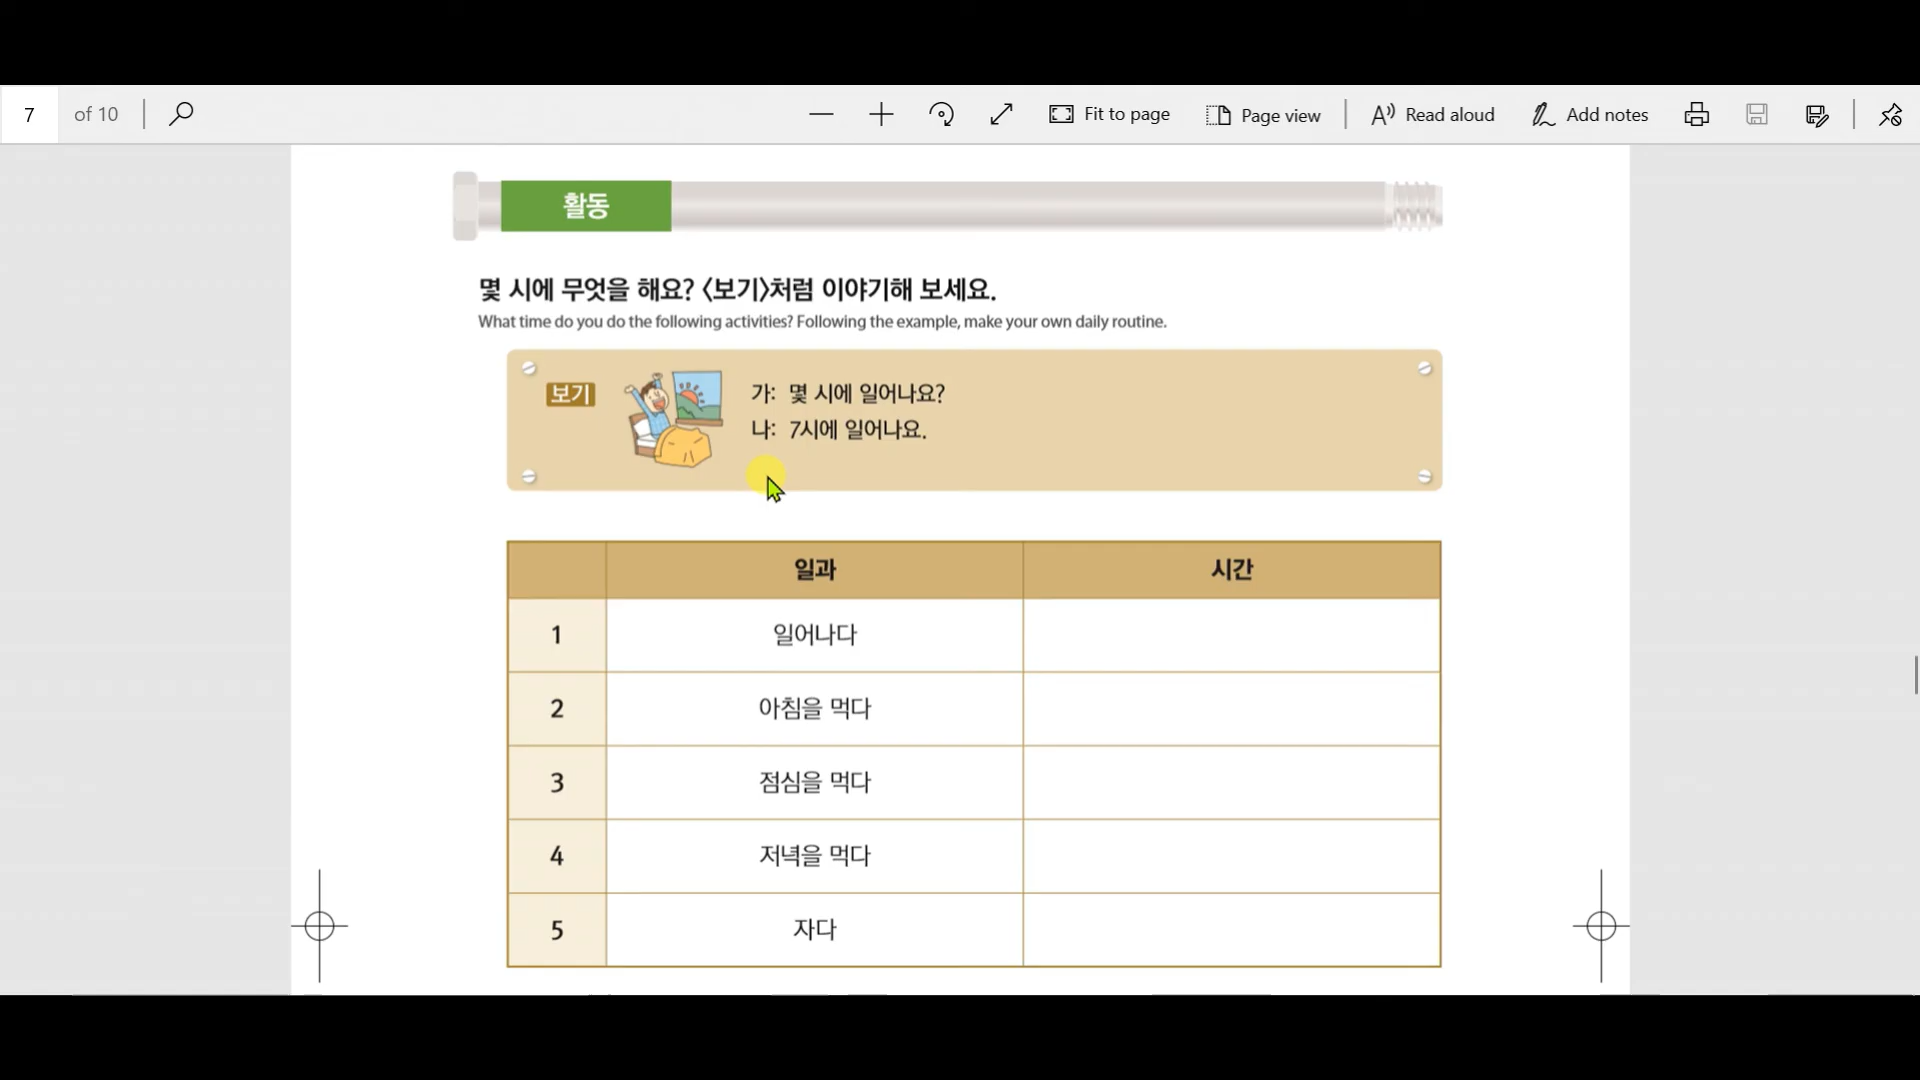 7 of 10 Fit to page Page view Read aloud Add notes
활동
몇 시에 무엇을 해요? 〈보기〉처럼 이야기해 보세요.
What time do you do the following activities? Following the example, make your own daily routine.
보기 가: 몇 시에 일어나요?
나: 7시에 일어나요.
일과 시간
1 일어나다
2 아침을 먹다
3 점심을 먹다
4 저녁을 먹다
5 자다